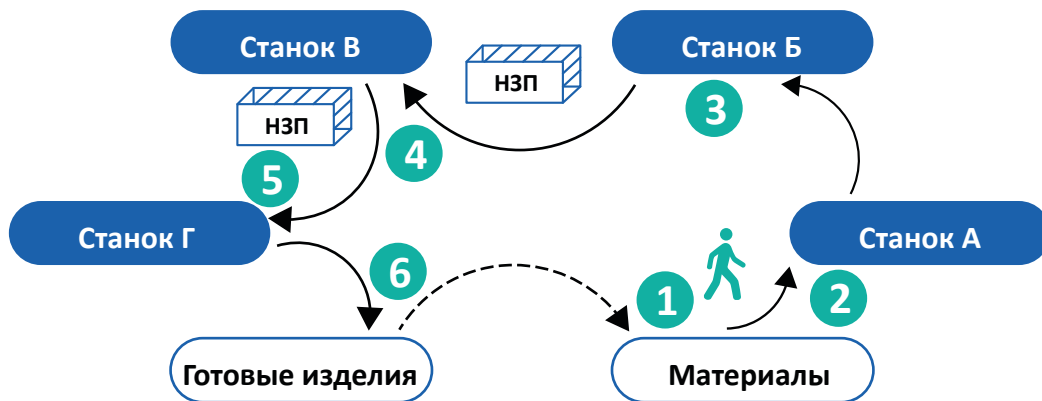 Станок В
Станок Б
НЗП
3
НЗП
4
5
Станок Г
Станок А
6
1
2
Готовые изделия
Материалы